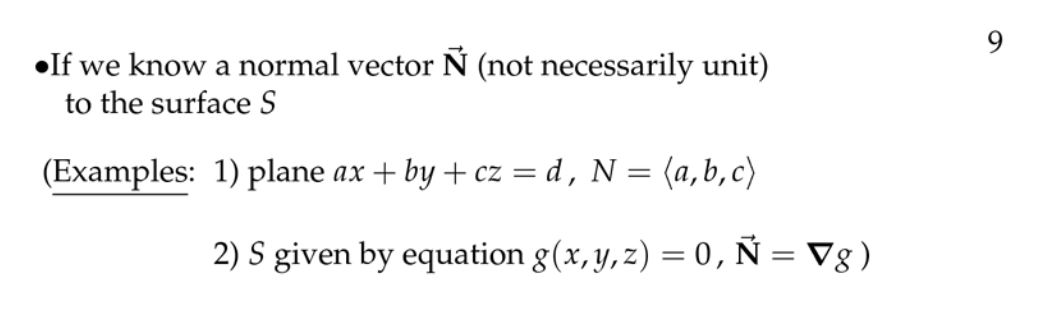 9
•If we know a normal vector N⃗ (not necessarily unit)
to the surface S
(Examples: 1) plane ax + by + cz = d, N = ⟨a, b, c⟩
2) S given by equation g(x, y, z) = 0, N⃗ = ∇g )